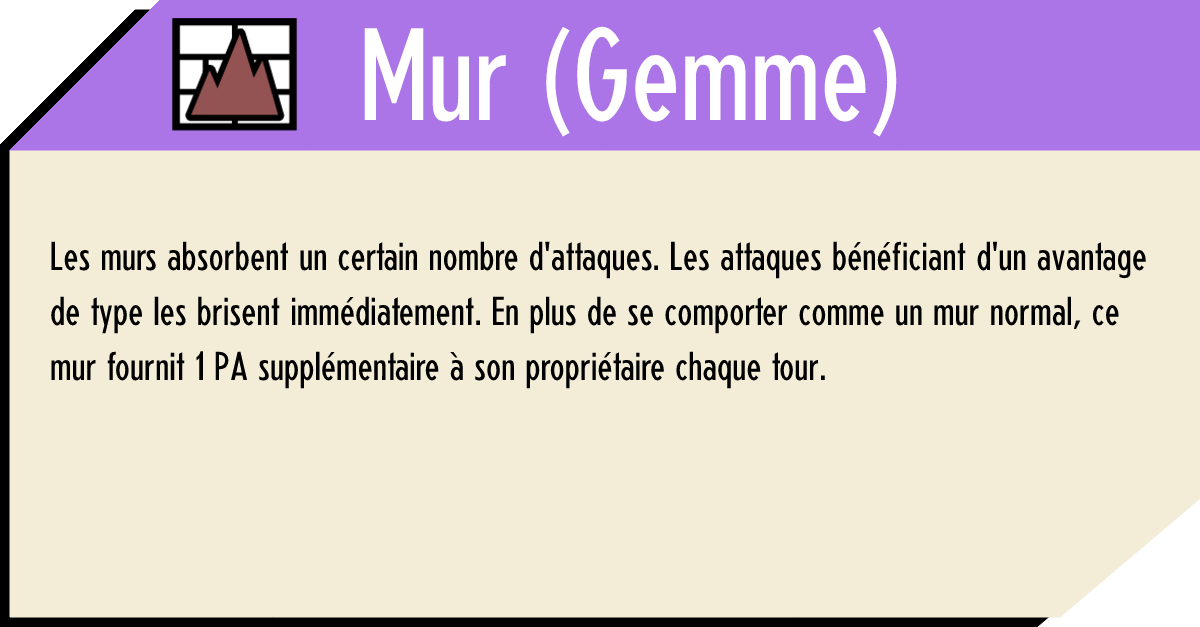 Mur (Gemme)
Les murs absorbent un certain nombre d'attaques. Les attaques bénéficiant d'un avantage
de type les brisent immédiatement. En plus de se comporter comme un mur normal, ce
mur fournit 1 PA supplémentaire à son propriétaire chaque tour.